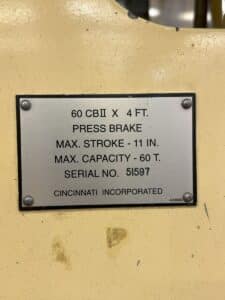 60 CBII X 4 FT.
PRESS BRAKE
MAX. STROKE - 11 IN.
MAX. CAPACITY - 60 T.
SERIAL NO. 51597
CINCINNATI INCORPORATED